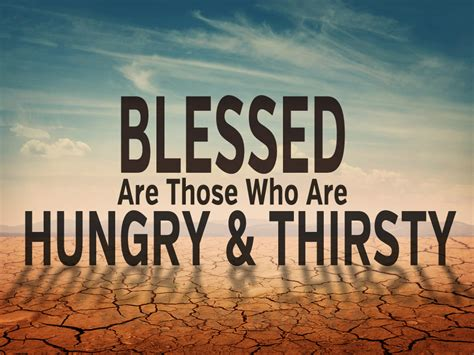 BLESSED
Are Those Who Are
HUNGRY & THIRSTY